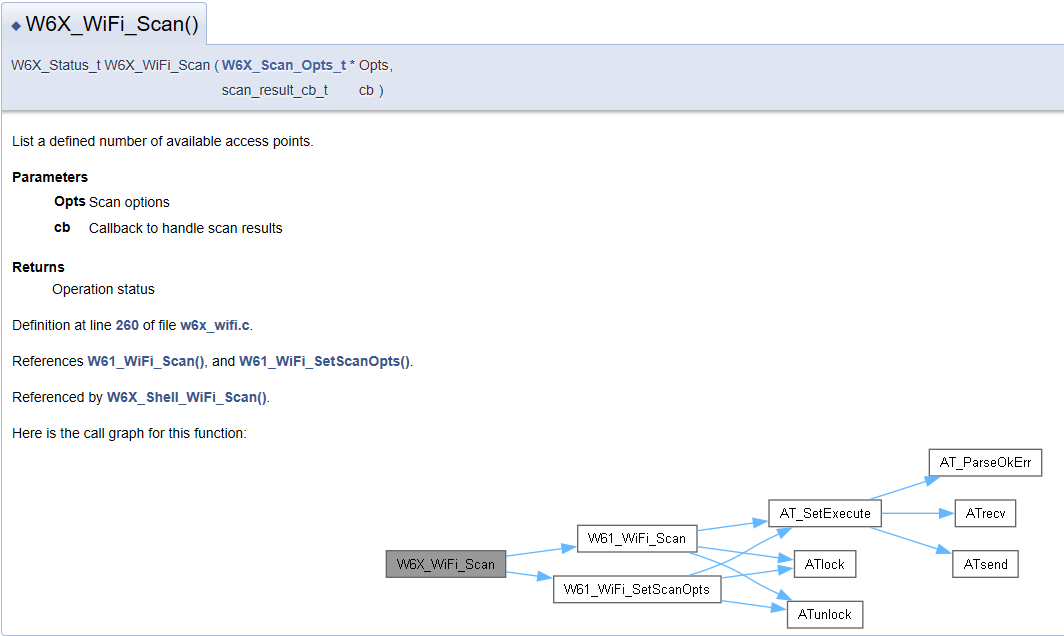 ◆ W6X_WiFi_Scan()
W6X_Status_t W6X_WiFi_Scan ( W6X_Scan_Opts_t * Opts,
scan_result_cb_t cb )
List a defined number of available access points.
Parameters
Opts Scan options
cb Callback to handle scan results
Returns
Operation status
Definition at line 260 of file w6x_wifi.c.
References W61_WiFi_Scan(), and W61_WiFi_SetScanOpts().
Referenced by W6X_Shell_WiFi_Scan().
Here is the call graph for this function:
AT_ParseOkErr
AT_SetExecute
ATrecv
W61_WiFi_Scan
W6X_WiFi_Scan
ATlock
ATsend
W61_WiFi_SetScanOpts
ATunlock